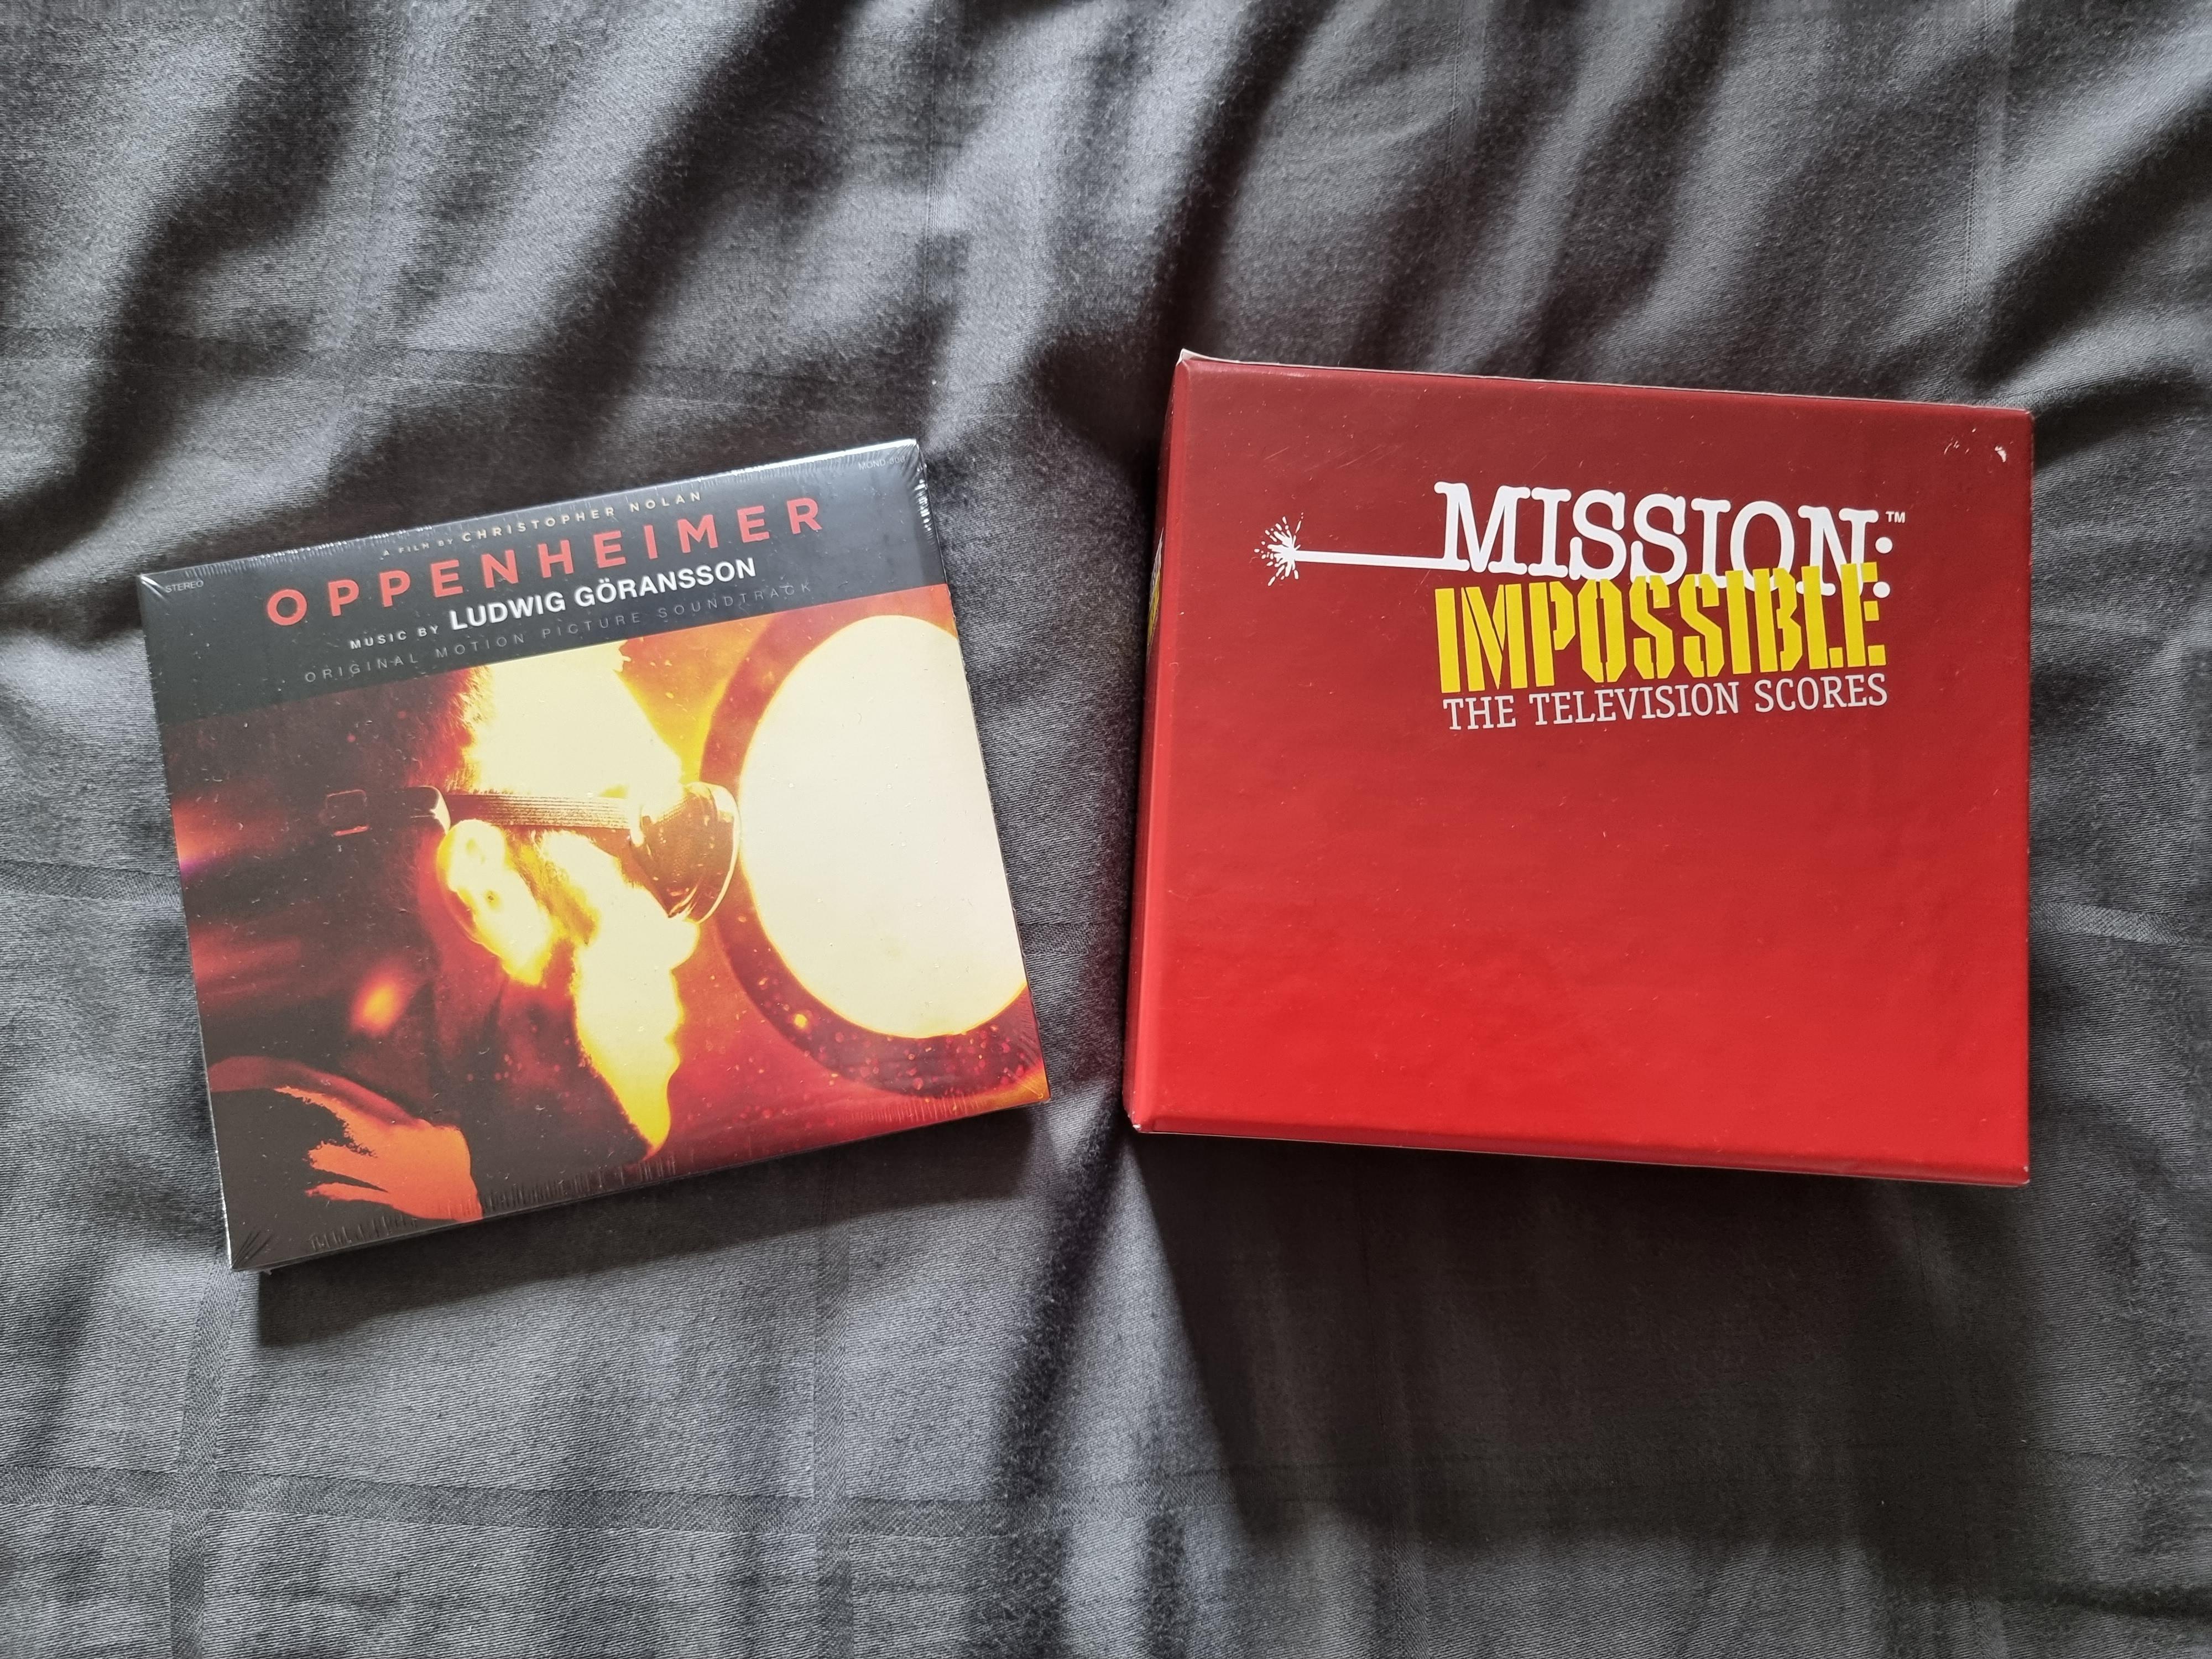 STEREO
A FILM BY CHRISTOPHER NOLAN
OPPENHEIMER
MUSIC BY LUDWIG GÖRANSSON
ORIGINAL MOTION PICTURE SOUNDTRACK
MISSION:™
IMPOSSIBLE
THE TELEVISION SCORES